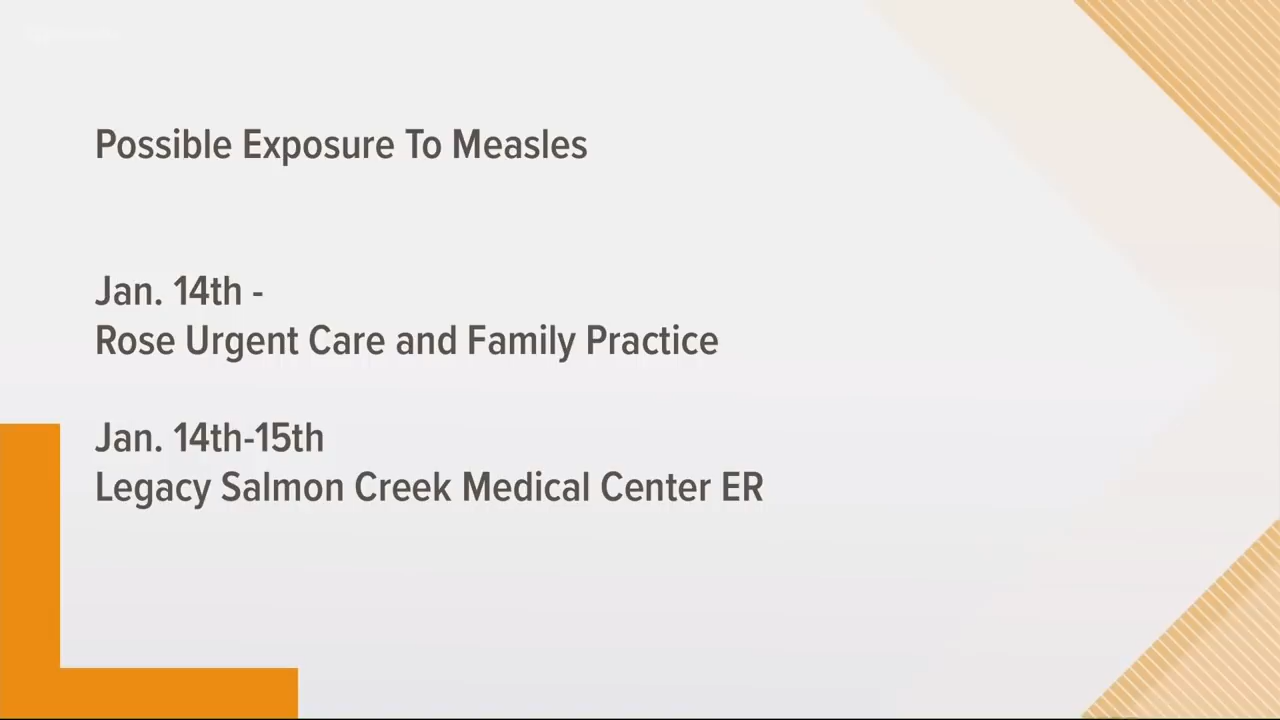 Possible Exposure To Measles
Jan. 14th -
Rose Urgent Care and Family Practice
Jan. 14th-15th
Legacy Salmon Creek Medical Center ER